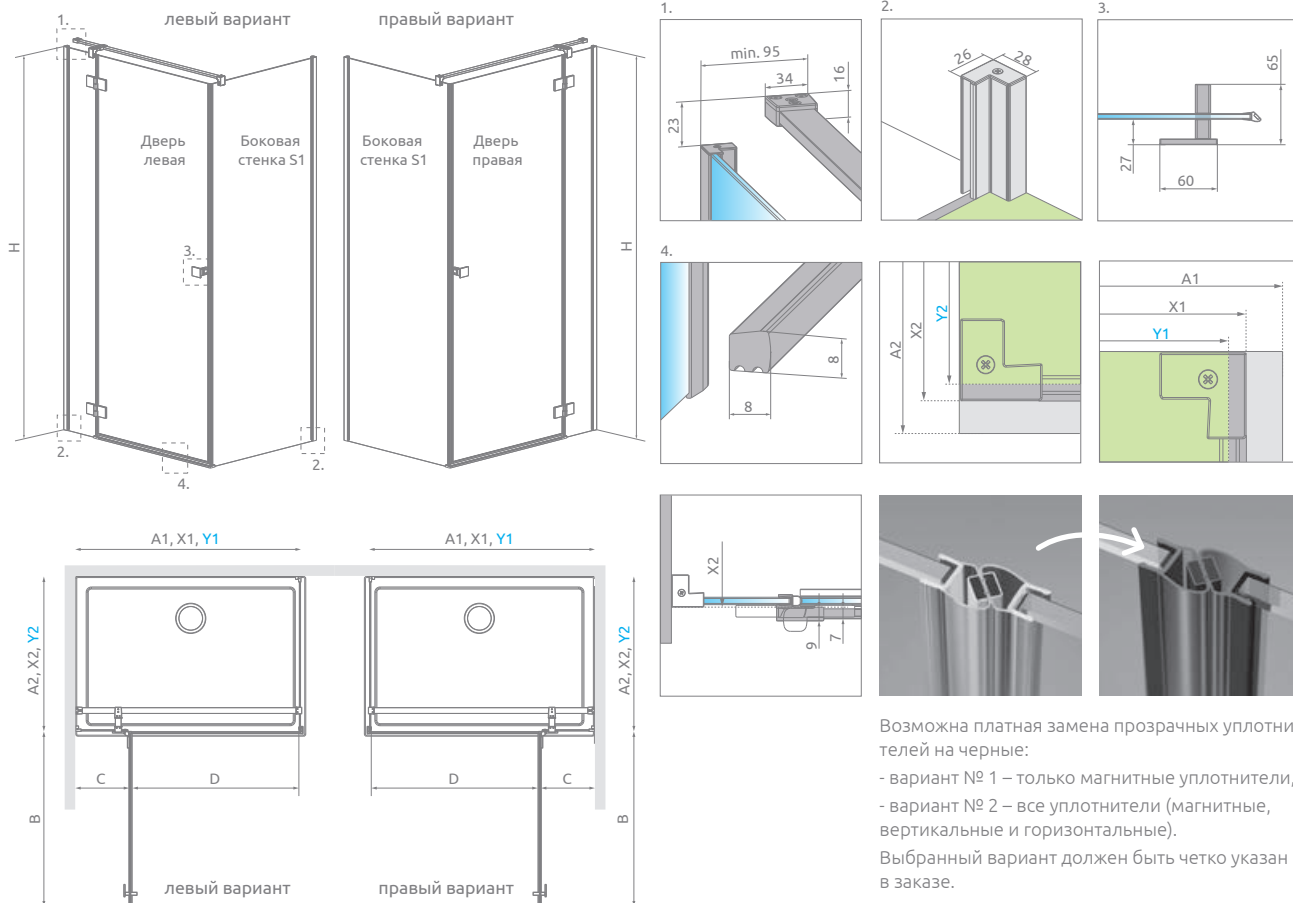 левый вариант
правый вариант
1.
Дверь
левая
Боковая
стенка S1
Боковая
стенка S1
Дверь
правая
H
H
3.
2.
4.
2.
1.
min. 95
34
16
23
2.
26
28
3.
65
27
60
4.
8
8
A2
X2
Y2
A1
X1
Y1
A1, X1, Y1
A1, X1, Y1
A2, X2, Y2
A2, X2, Y2
C
D
D
C
B
B
левый вариант
правый вариант
X2
9
7
Возможна платная замена прозрачных уплотни
телей на черные:
- вариант № 1 – только магнитные уплотнители,
- вариант № 2 – все уплотнители (магнитные,
вертикальные и горизонтальные).
Выбранный вариант должен быть четко указан
в заказе.